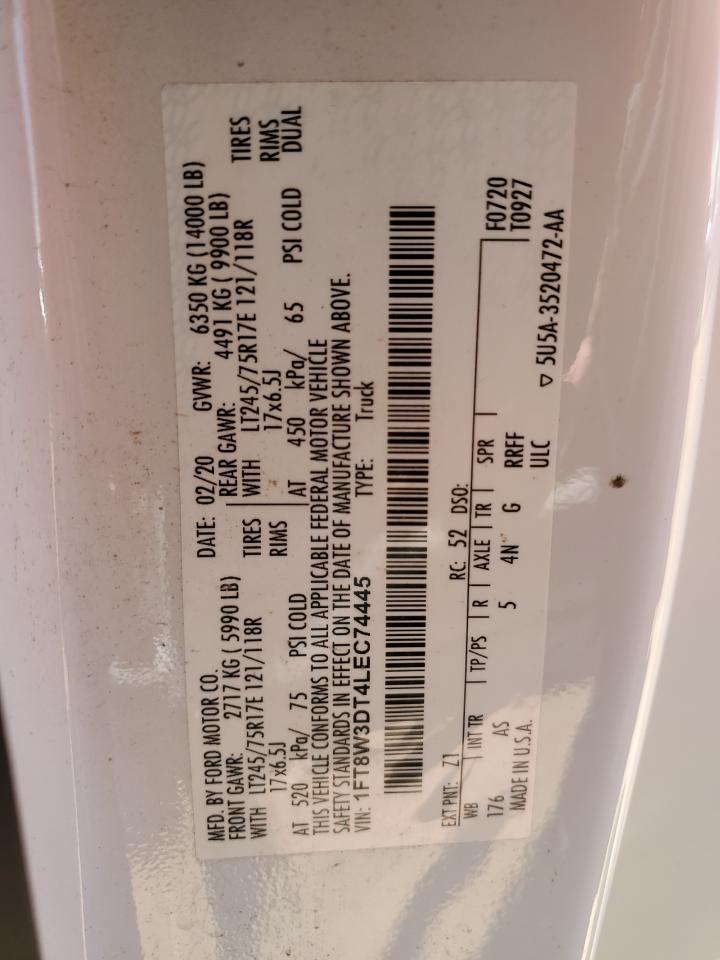 MFD. BY FORD MOTOR CO.
DATE: 02/20 GVWR: 6350 KG (14000 LB)
FRONT GAWR: 2717 KG ( 5990 LB)
REAR GAWR: 4491 KG ( 9900 LB)
WITH LT245/75R17E 121/118R TIRES
WITH LT245/75R17E 121/118R TIRES
17x6.5J RIMS
17x6.5J RIMS
AT 520 kPa/ 75 PSI COLD
AT 450 kPa/ 65 PSI COLD DUAL
THIS VEHICLE CONFORMS TO ALL APPLICABLE FEDERAL MOTOR VEHICLE
SAFETY STANDARDS IN EFFECT ON THE DATE OF MANUFACTURE SHOWN ABOVE.
VIN: 1FT8W3DT4LEC74445 TYPE: Truck
EXT PNT: Z1 RC: 52 DSO:
WB INT TR TP/PS R AXLE TR SPR F0720
176 AS 5 4N G RRFF T0927
MADE IN U.S.A. ULC
▽ 5U5A-3520472-AA